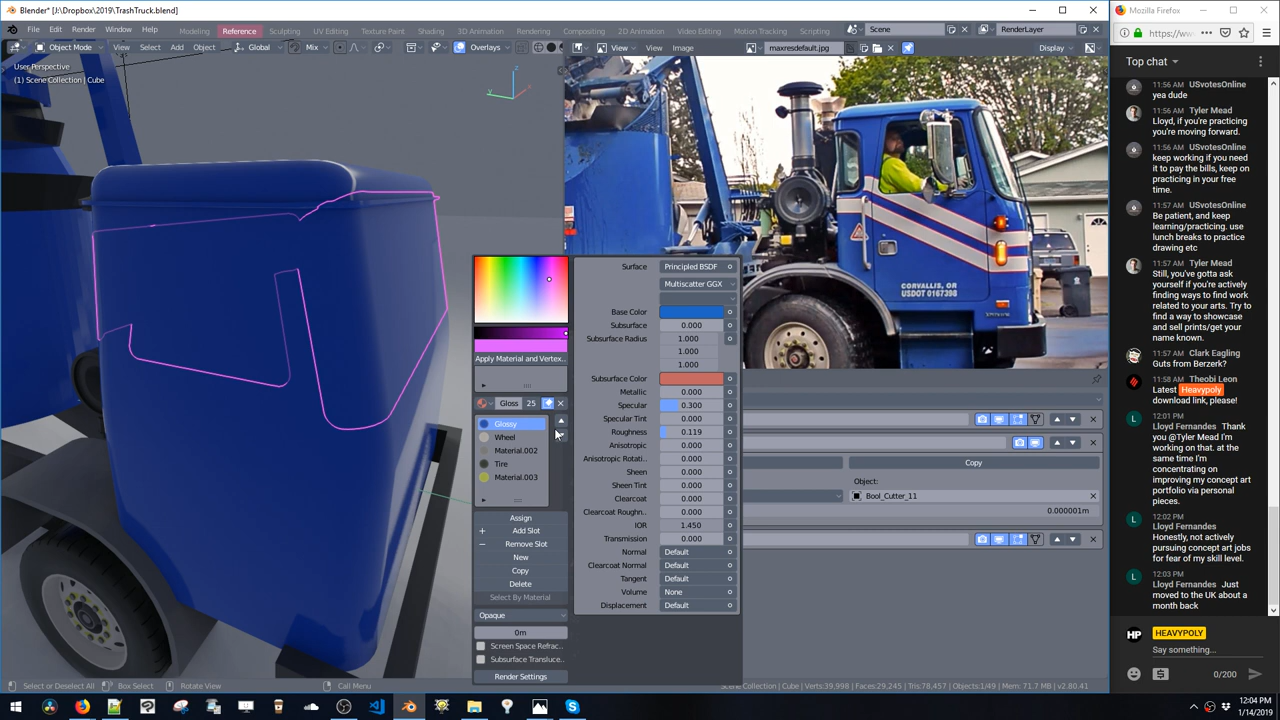 Blender* [J:\Dropbox\2019\TrashTruck.blend]
File Edit Render Window Help
Modeling Reference Sculpting UV Editing Texture Paint Shading Animation Rendering Compositing 2D Animation Motion Tracking Video Editing Scripting
Scene RenderLayer
Object Mode View Select Add Object Global Mix Overlays
View View Image maxresdefault.jpg Display
User Perspective
(1) Scene Collection | Cube
CORVALLIS, OR
USDOT 0167398
Apply Material and Vertex..
Gloss 25
Glossy
Wheel
Material.002
Tire
Material.003
Assign
Add Slot
Remove Slot
New
Copy
Delete
Select By Material
Opaque
0m
Screen Space Refrac..
Subsurface Transluce..
Render Settings
Surface Principled BSDF
Multiscatter GGX
Base Color
Subsurface 0.000
Subsurface Radius 1.000
1.000
1.000
Subsurface Color
Metallic 0.000
Specular 0.300
Specular Tint 0.000
Roughness 0.119
Anisotropic 0.000
Anisotropic Rotati.. 0.000
Sheen 0.000
Sheen Tint 0.000
Clearcoat 0.000
Clearcoat Roughn.. 0.000
IOR 1.450
Transmission 0.000
Normal Default
Clearcoat Normal Default
Tangent Default
Volume None
Displacement Default
Copy
Object:
Bool_Cutter_11
0.000001m
Select or Deselect All Box Select Rotate View Call Menu
Scene Collection | Cube | Verts:39,998 | Faces:29,245 | Tris:78,457 | Objects:1/49 | Mem: 71.7 MB | v2.80.41
Mozilla Firefox
https://ww
Top chat
11:56 AM USvotesOnline
yea dude
11:56 AM Tyler Mead
Lloyd, if you're practicing
you're moving forward.
11:56 AM USvotesOnline
keep working if you need
it to pay the bills, keep on
practicing in your free
time.
11:57 AM USvotesOnline
Be patient, and keep
learning/practicing. use
lunch breaks to practice
drawing etc
11:57 AM Tyler Mead
Still, you've gotta ask
yourself if you're actively
finding ways to find work
related to your arts. Try to
find a way to showcase
and sell prints/get your
name known.
11:57 AM Clark Eagling
Guts from Berzerk?
11:58 AM Theobi Leon
Latest Heavypoly
download link, please!
12:01 PM
Lloyd Fernandes
Thank
you @Tyler Mead I'm
working on that. at the
same time I'm
concentrating on
improving my concept art
portfolio via personal
pieces.
12:02 PM
Lloyd Fernandes
Honestly, not actively
pursuing concept art jobs
for fear of my skill level.
12:03 PM
Lloyd Fernandes Just
moved to the UK about a
month back
HP HEAVYPOLY
Say something...
0/200
12:04 PM
1/14/2019